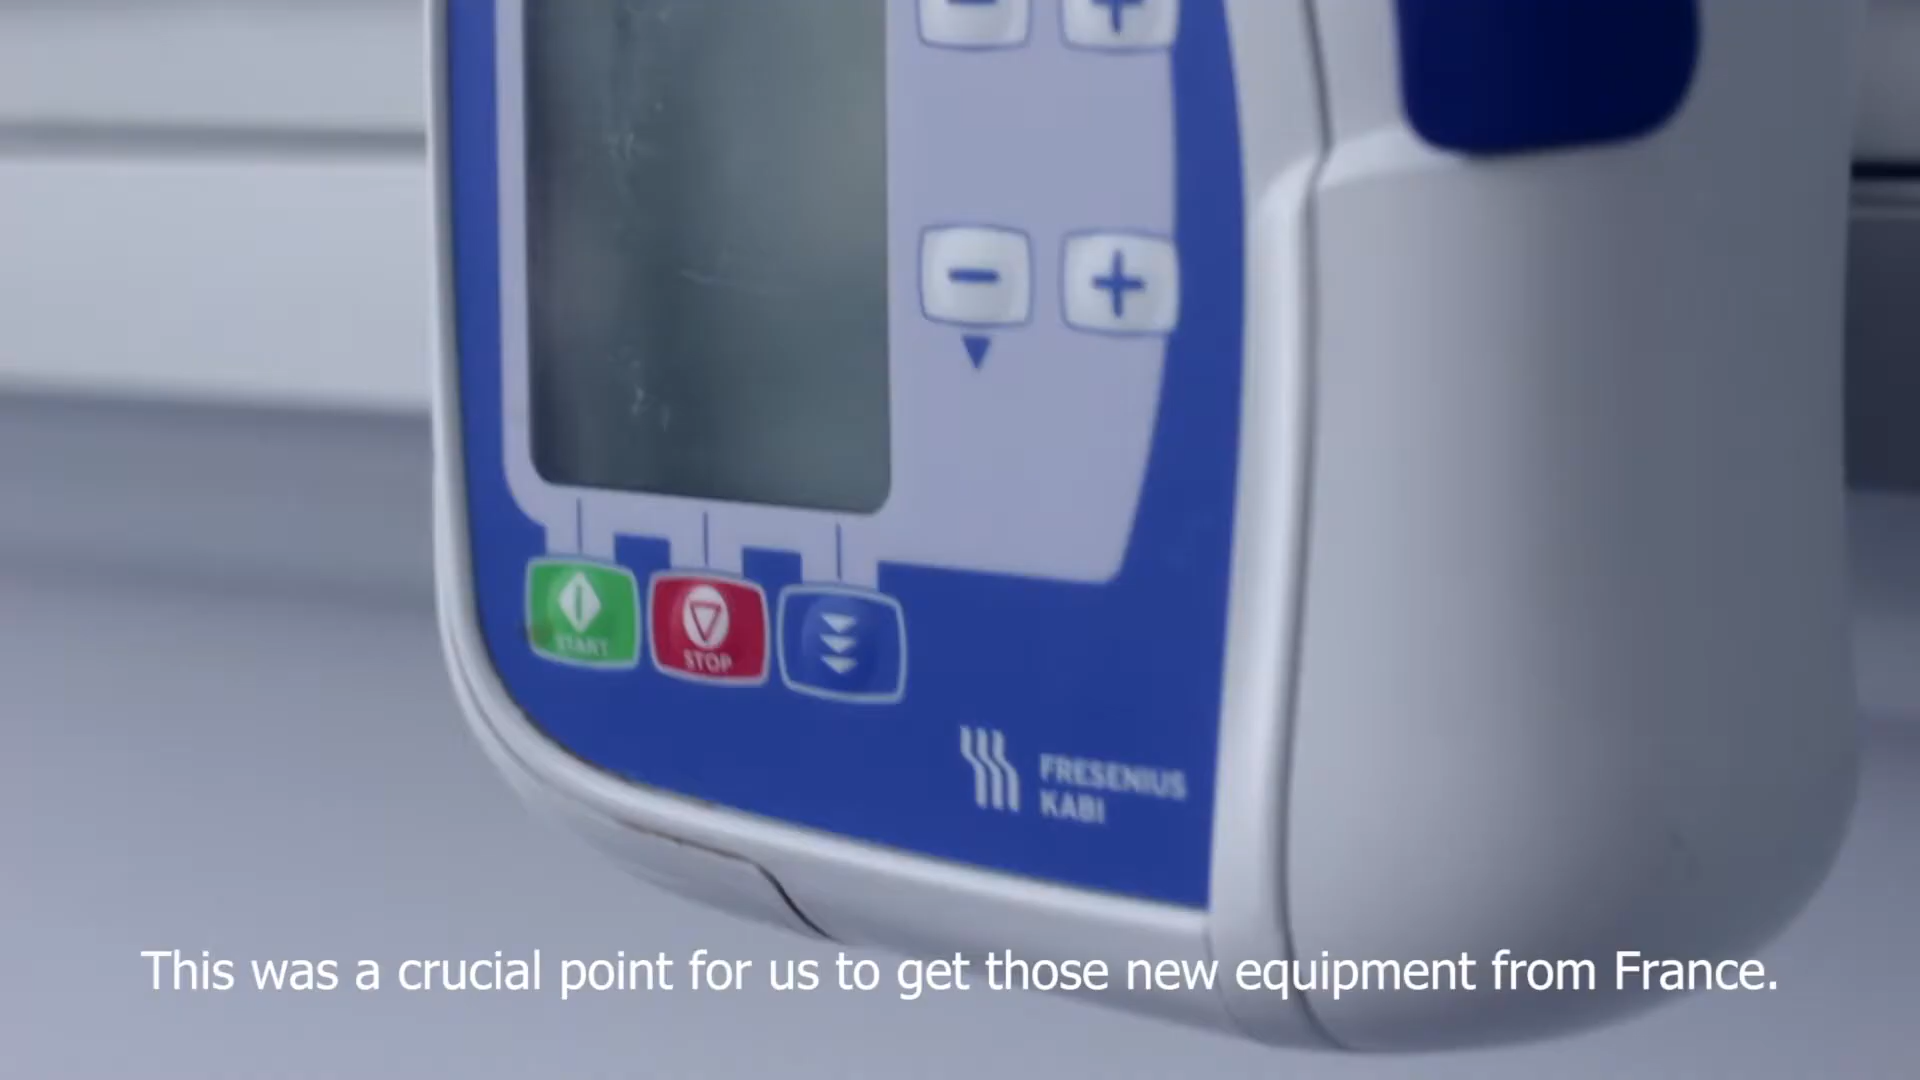 START
STOP
FRESENIUS
KABI
This was a crucial point for us to get those new equipment from France.